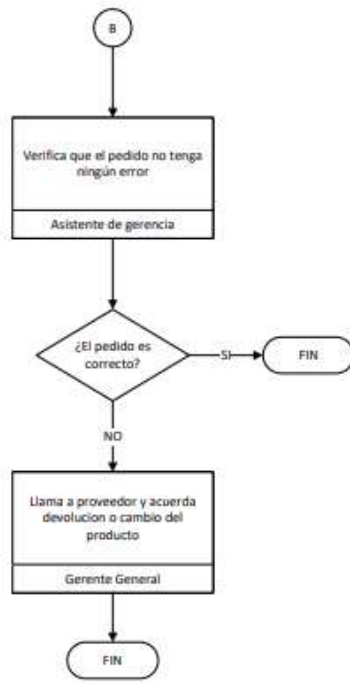 B
Verifica que el pedido no tenga
ningún error
Asistente de gerencia
¿El pedido es
correcto?
SI
FIN
NO
Llama a proveedor y acuerda
devolucion o cambio del
producto
Gerente General
FIN